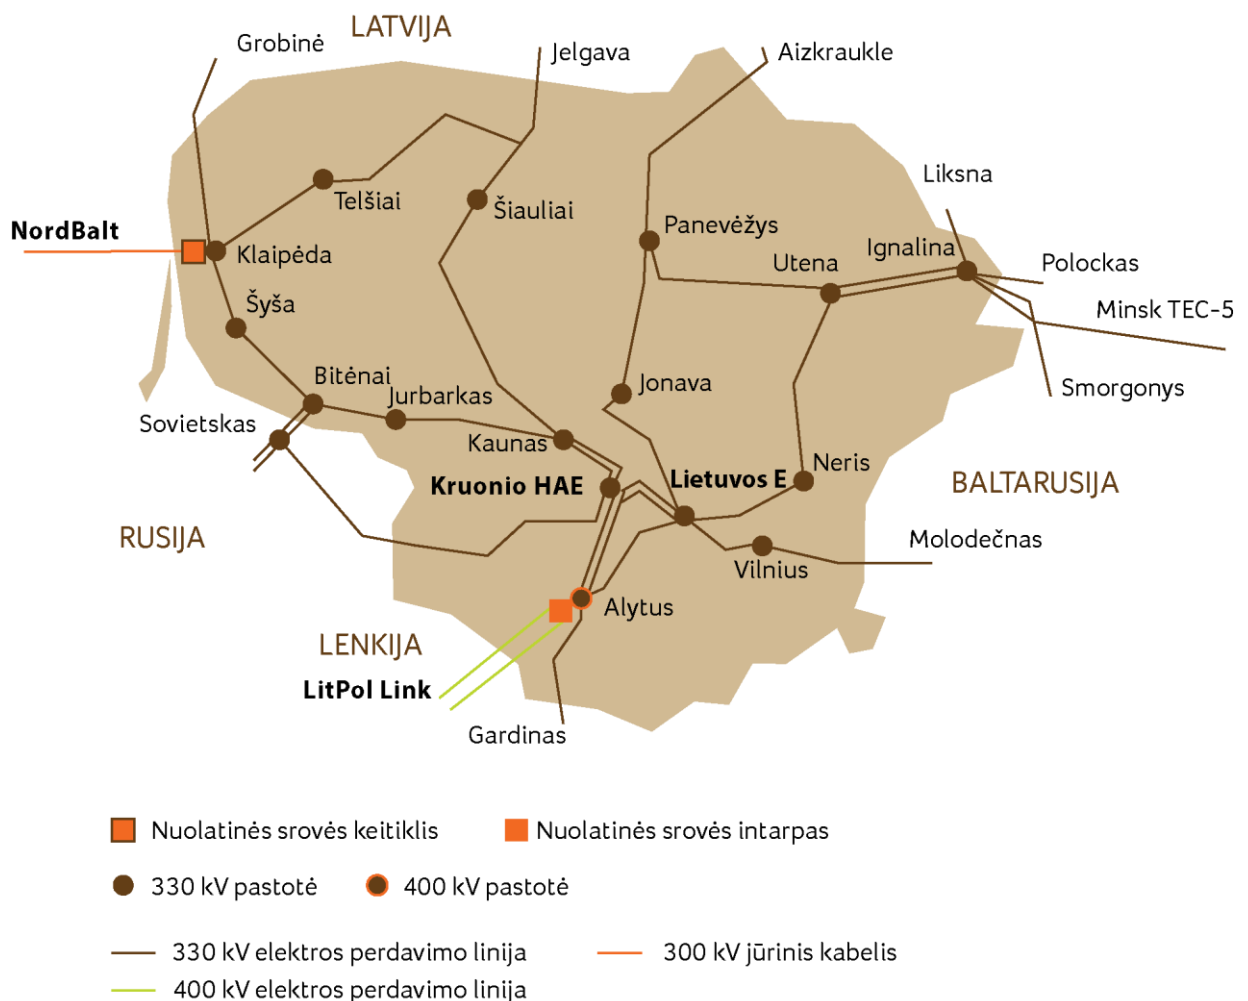 LATVIJA
Grobinė
Jelgava
Aizkraukle
Liksna
Telšiai
Šiauliai
Panevėžys
NordBalt
Klaipėda
Utena
Ignalina
Polockas
Šyša
Minsk TEC-5
Bitėnai
Jurbarkas
Jonava
Smorgonys
Sovietskas
Kaunas
Neris
Kruonio HAE
Lietuvos E
BALTARUSIJA
RUSIJA
Molodečnas
Vilnius
Alytus
LENKIJA
LitPol Link
Gardinas
Nuolatinės srovės keitiklis
Nuolatinės srovės intarpas
330 kV pastotė
400 kV pastotė
330 kV elektros perdavimo linija
300 kV jūrinis kabelis
400 kV elektros perdavimo linija